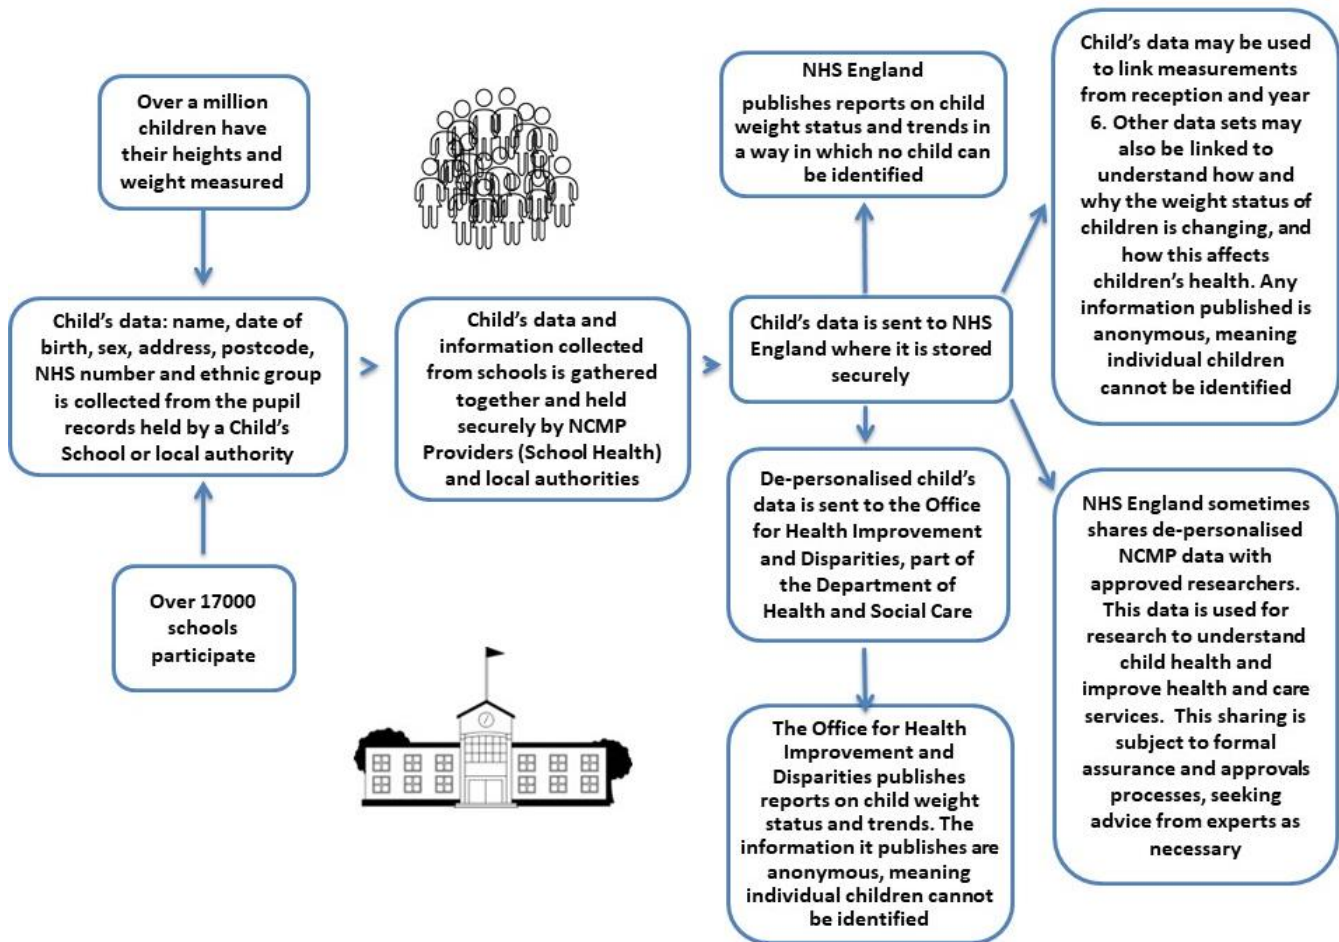 Over a million
children have
their heights and
weight measured
Child’s data: name, date of
birth, sex, address, postcode,
NHS number and ethnic group
is collected from the pupil
records held by a Child’s
School or local authority
Over 17000
schools
participate
Child’s data and
information collected
from schools is gathered
together and held
securely by NCMP
Providers (School Health)
and local authorities
NHS England
publishes reports on child
weight status and trends in
a way in which no child can
be identified
Child’s data is sent to NHS
England where it is stored
securely
De-personalised child’s
data is sent to the Office
for Health Improvement
and Disparities, part of
the Department of
Health and Social Care
The Office for Health
Improvement and
Disparities publishes
reports on child weight
status and trends. The
information it publishes are
anonymous, meaning
individual children cannot
be identified
Child’s data may be used
to link measurements
from reception and year
6. Other data sets may
also be linked to
understand how and
why the weight status of
children is changing, and
how this affects
children’s health. Any
information published is
anonymous, meaning
individual children
cannot be identified
NHS England sometimes
shares de-personalised
NCMP data with
approved researchers.
This data is used for
research to understand
child health and
improve health and care
services.  This sharing is
subject to formal
assurance and approvals
processes, seeking
advice from experts as
necessary